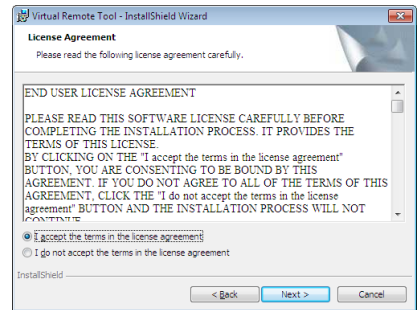 Virtual Remote Tool - InstallShield Wizard
License Agreement
Please read the following license agreement carefully.
END USER LICENSE AGREEMENT
PLEASE READ THIS SOFTWARE LICENSE CAREFULLY BEFORE
COMPLETING THE INSTALLATION PROCESS. IT PROVIDES THE
TERMS OF THIS LICENSE.
BY CLICKING ON THE "I accept the terms in the license agreement"
BUTTON, YOU ARE CONSENTING TO BE BOUND BY THIS
AGREEMENT. IF YOU DO NOT AGREE TO ALL OF THE TERMS OF THIS
AGREEMENT, CLICK THE "I do not agreement the terms in the license
agreement" BUTTON AND THE INSTALLATION PROCESS WILL NOT
CONTINUE
I accept the terms in the license agreement
I do not accept the terms in the license agreement
InstallShield
< Back
Next >
Cancel